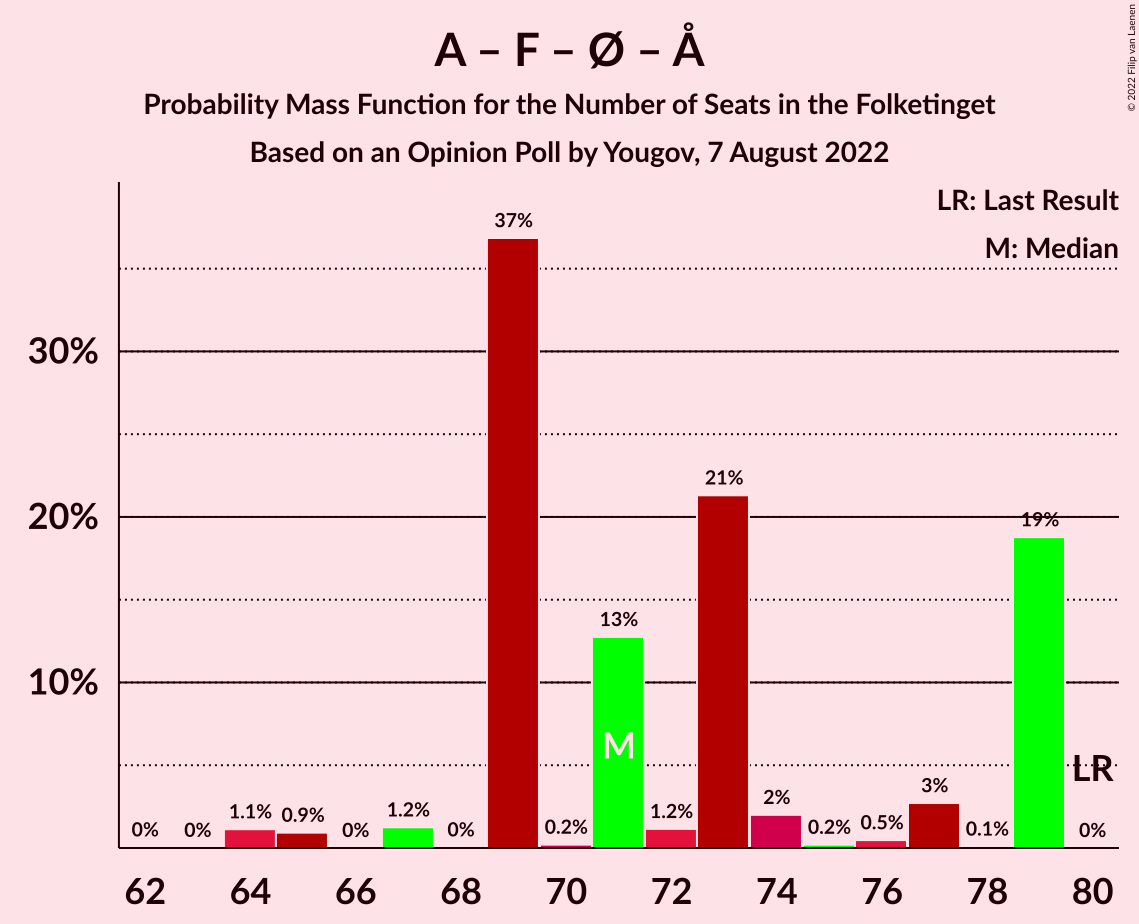 A – F – Ø – Å
Probability Mass Function for the Number of Seats in the Folketinget
Based on an Opinion Poll by Yougov, 7 August 2022
© 2022 Filip van Laenen
LR: Last Result
M: Median
30%
20%
10%
0%
0%
1.1%
0.9%
0%
1.2%
0%
37%
0.2%
13%
1.2%
21%
2%
0.2%
0.5%
3%
0.1%
19%
0%
M
LR
62 64 66 68 70 72 74 76 78 80